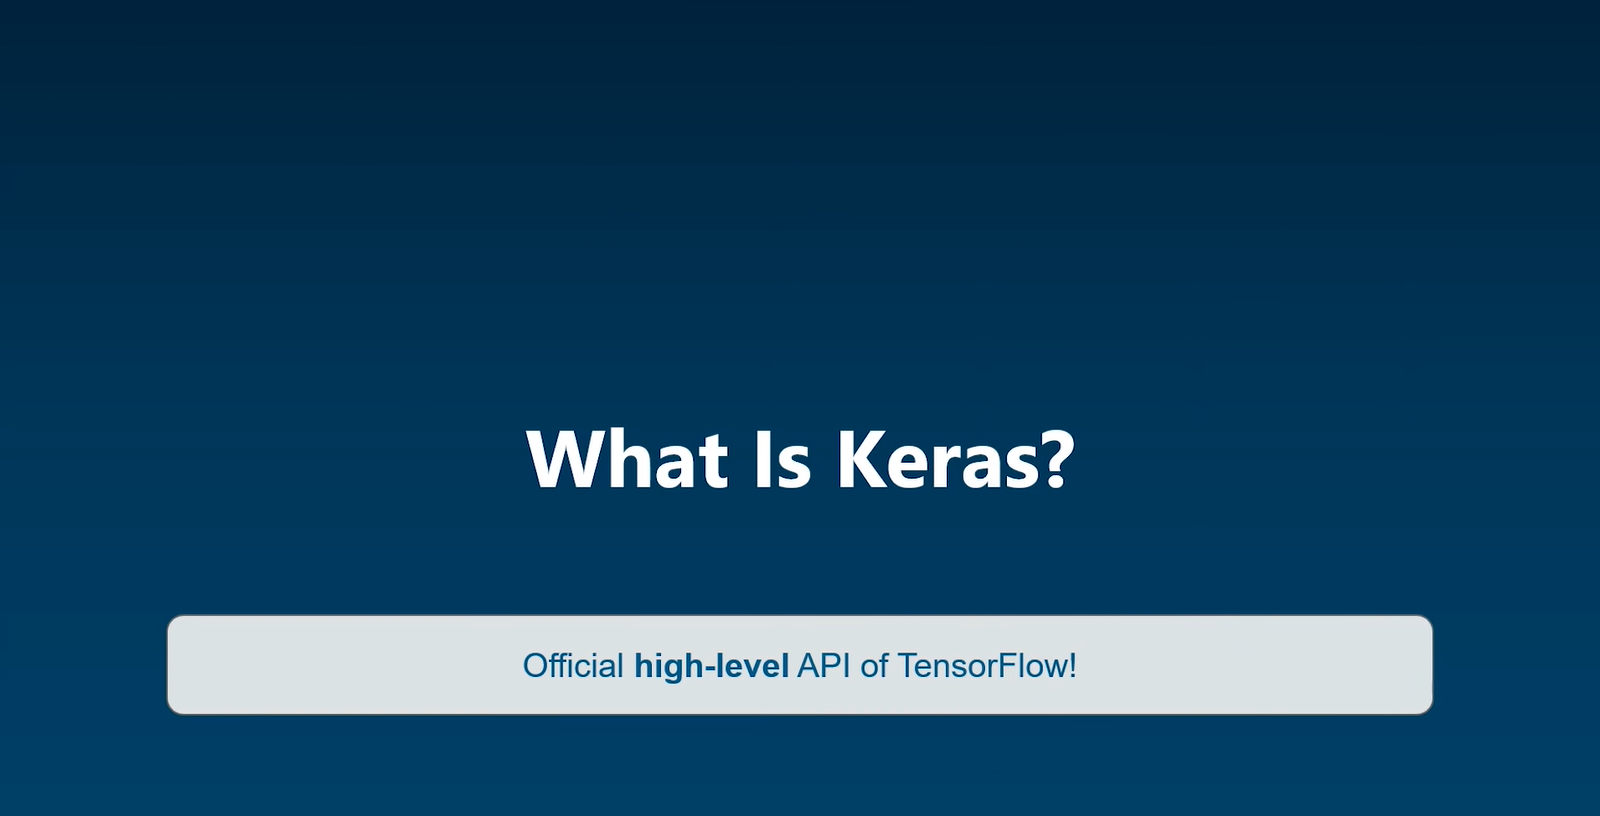 What Is Keras?
Official high-level API of TensorFlow!